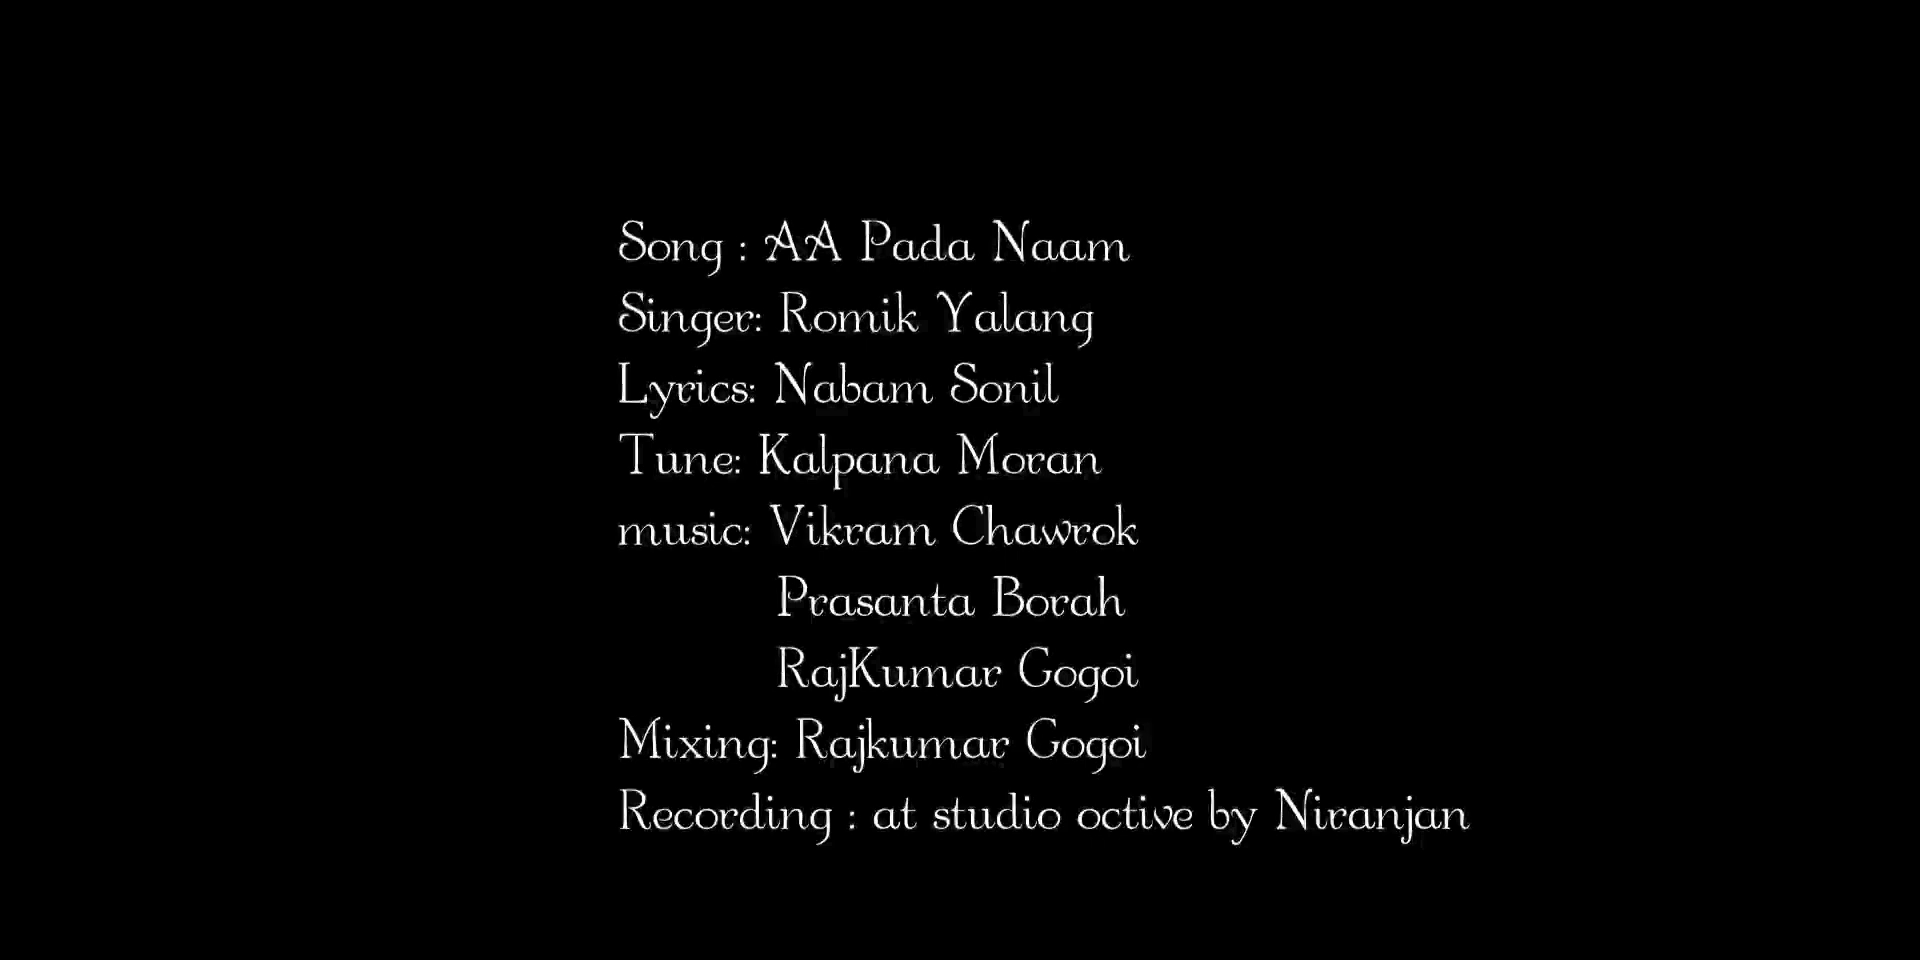 Song : AA Pada Naam
Singer: Romik Yalang
Lyrics: Nabam Sonil
Tune: Kalpana Moran
music: Vikram Chawrok
Prasanta Borah
RajKumar Gogoi
Mixing: Rajkumar Gogoi
Recording : at studio octive by Niranjan